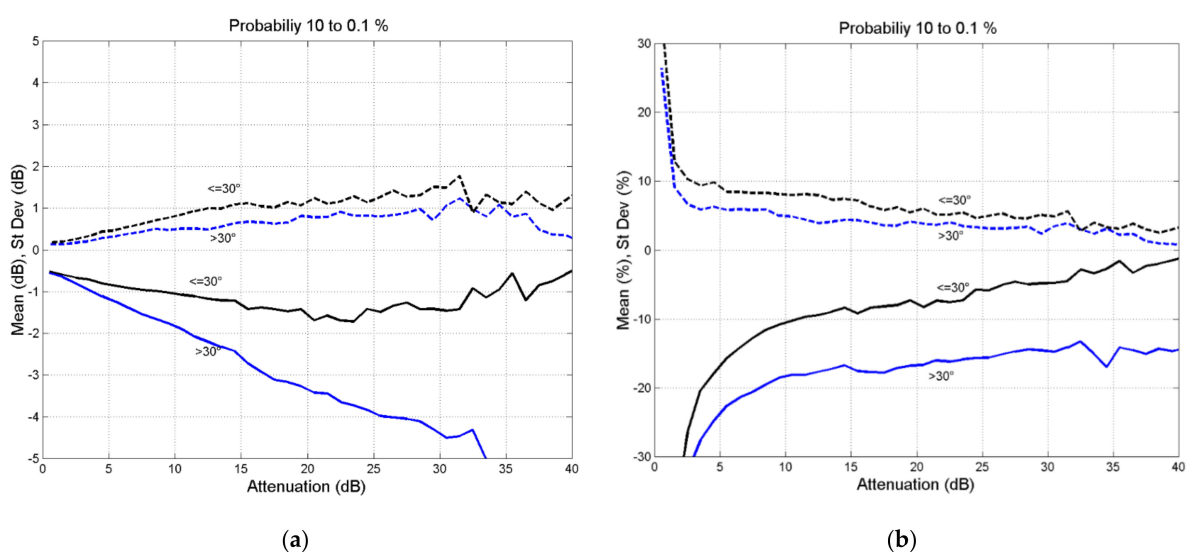 Probabiliy 10 to 0.1 %
5
4
3
2
1
0
-1
-2
-3
-4
-5
Mean (dB), St Dev (dB)
<=30°
>30°
<=30°
>30°
0 5 10 15 20 25 30 35 40
Attenuation (dB)
(a)
Probabiliy 10 to 0.1 %
30
20
10
0
-10
-20
-30
Mean (%), St Dev (%)
<=30°
>30°
<=30°
>30°
0 5 10 15 20 25 30 35 40
Attenuation (dB)
(b)